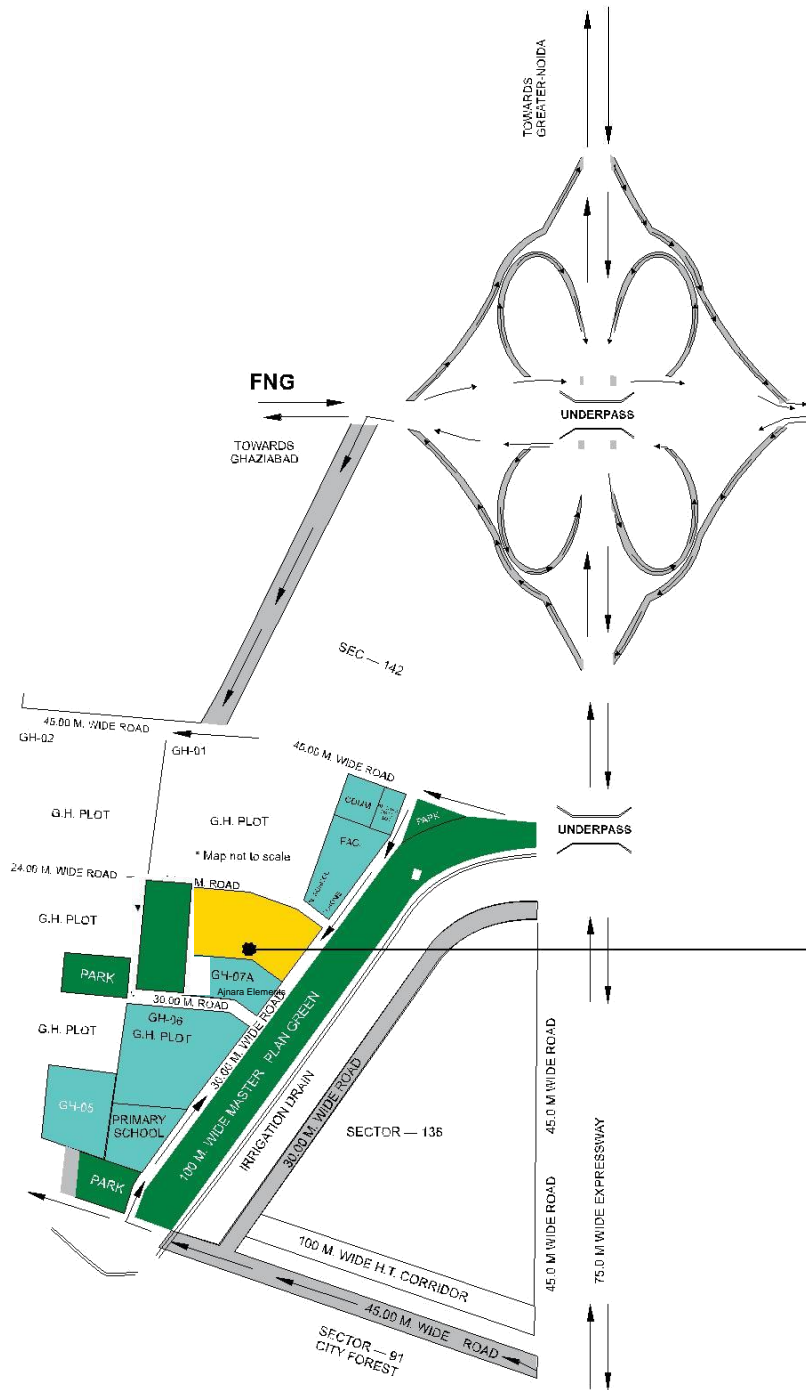 TOWARDS
GREATER-NOIDA
FNG
UNDERPASS
TOWARDS
GHAZIABAD
SEC — 142
45.00 M. WIDE ROAD
GH-02
GH-01
45.00 M. WIDE ROAD
COMM
PARK
UNDERPASS
G.H. PLOT
G.H. PLOT
FAC.
* Map not to scale
24.00 M. WIDE ROAD
M. ROAD
N. SCHOOL
G.H. PLOT
PARK
GH-07A
Ajnara Elements
30.00 M. ROAD
GH-06
G.H. PLOT
G.H. PLOT
30.00 M. WIDE ROAD
100 M. WIDE MASTER PLAN GREEN
IRRIGATION DRAIN
30.00 M. WIDE ROAD
45.0 M WIDE ROAD
GH-05
PRIMARY
SCHOOL
SECTOR — 136
PARK
45.0 M WIDE ROAD
75.0 M WIDE EXPRESSWAY
100 M. WIDE H.T. CORRIDOR
45.00 M. WIDE ROAD
SECTOR — 91
CITY FOREST